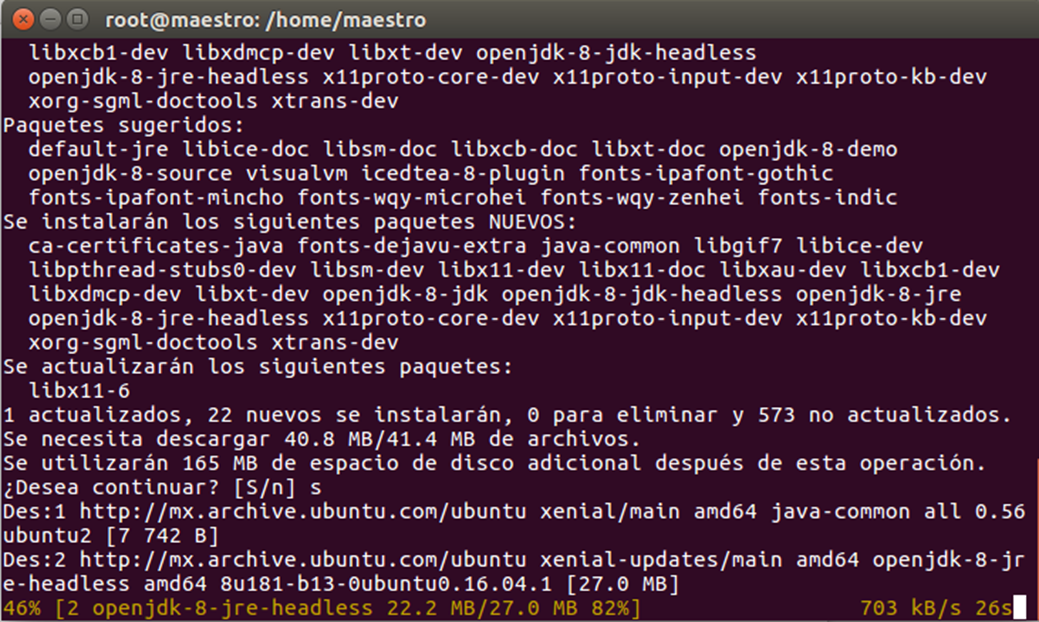 root@maestro: /home/maestro
libxcb1-dev libxdmcp-dev libxt-dev openjdk-8-jdk-headless
openjdk-8-jre-headless x11proto-core-dev x11proto-input-dev x11proto-kb-dev
xorg-sgml-doctools xtrans-dev
Paquetes sugeridos:
default-jre libice-doc libsm-doc libxcb-doc libxt-doc openjdk-8-demo
openjdk-8-source visualvm icedtea-8-plugin fonts-ipafont-gothic
fonts-ipafont-mincho fonts-wqy-microhei fonts-wqy-zenhei fonts-indic
Se instalarán los siguientes paquetes NUEVOS:
ca-certificates-java fonts-dejavu-extra java-common libgif7 libice-dev
libpthread-stubs0-dev libsm-dev libx11-dev libx11-doc libxau-dev libxcb1-dev
libxdmcp-dev libxt-dev openjdk-8-jdk openjdk-8-jdk-headless openjdk-8-jre
openjdk-8-jre-headless x11proto-core-dev x11proto-input-dev x11proto-kb-dev
xorg-sgml-doctools xtrans-dev
Se actualizarán los siguientes paquetes:
libx11-6
1 actualizados, 22 nuevos se instalarán, 0 para eliminar y 573 no actualizados.
Se necesita descargar 40.8 MB/41.4 MB de archivos.
Se utilizarán 165 MB de espacio de disco adicional después de esta operación.
¿Desea continuar? [S/n] s
Des:1 http://mx.archive.ubuntu.com/ubuntu xenial/main amd64 java-common all 0.56
ubuntu2 [7 742 B]
Des:2 http://mx.archive.ubuntu.com/ubuntu xenial-updates/main amd64 openjdk-8-jr
e-headless amd64 8u181-b13-0ubuntu0.16.04.1 [27.0 MB]
46% [2 openjdk-8-jre-headless 22.2 MB/27.0 MB 82%] 703 kB/s 26s